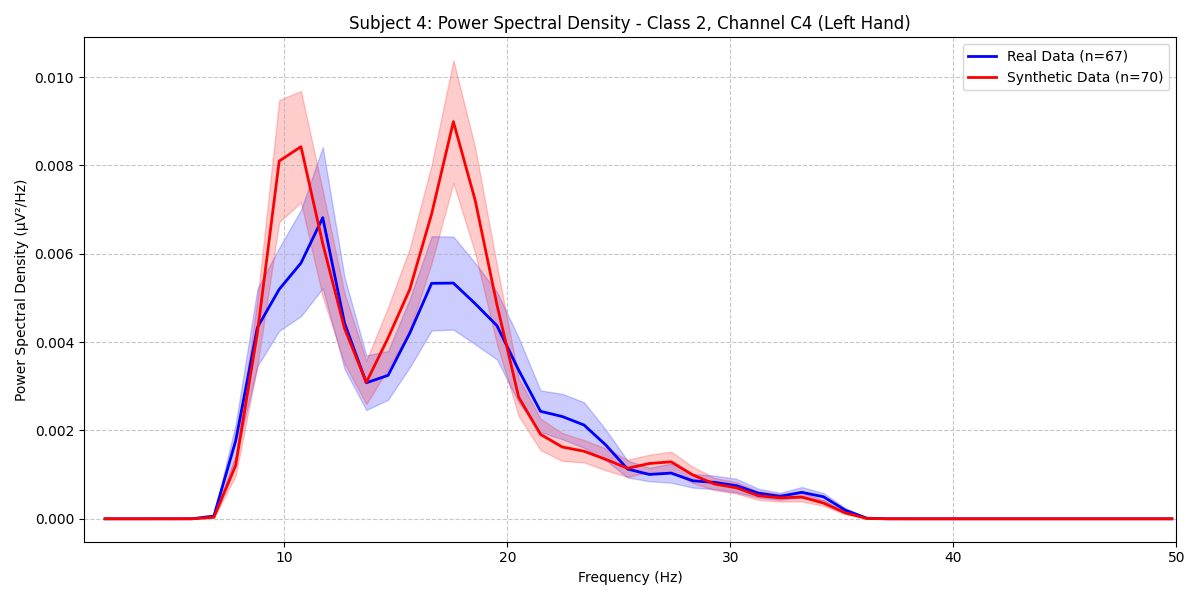 Subject 4: Power Spectral Density - Class 2, Channel C4 (Left Hand)
Real Data (n=67)
Synthetic Data (n=70)
Power Spectral Density (µV²/Hz)
0.010
0.008
0.006
0.004
0.002
0.000
10
20
30
40
50
Frequency (Hz)